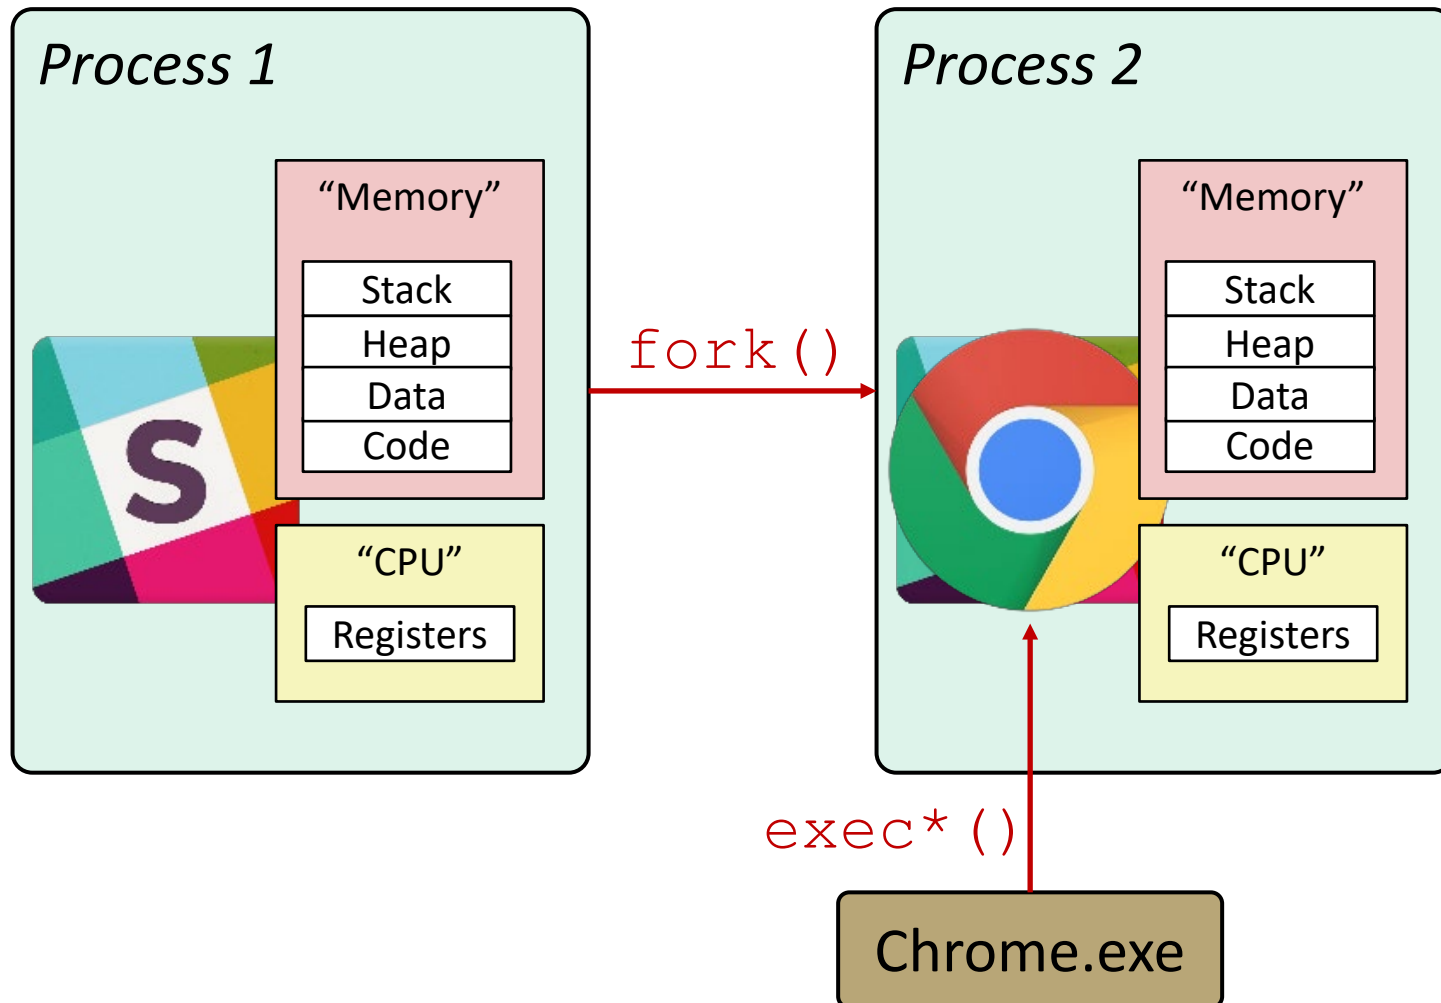 Process 1
“Memory”
Stack
Heap
Data
Code
S
“CPU”
Registers
fork()
Process 2
“Memory”
Stack
Heap
Data
Code
“CPU”
Registers
exec*()
Chrome.exe